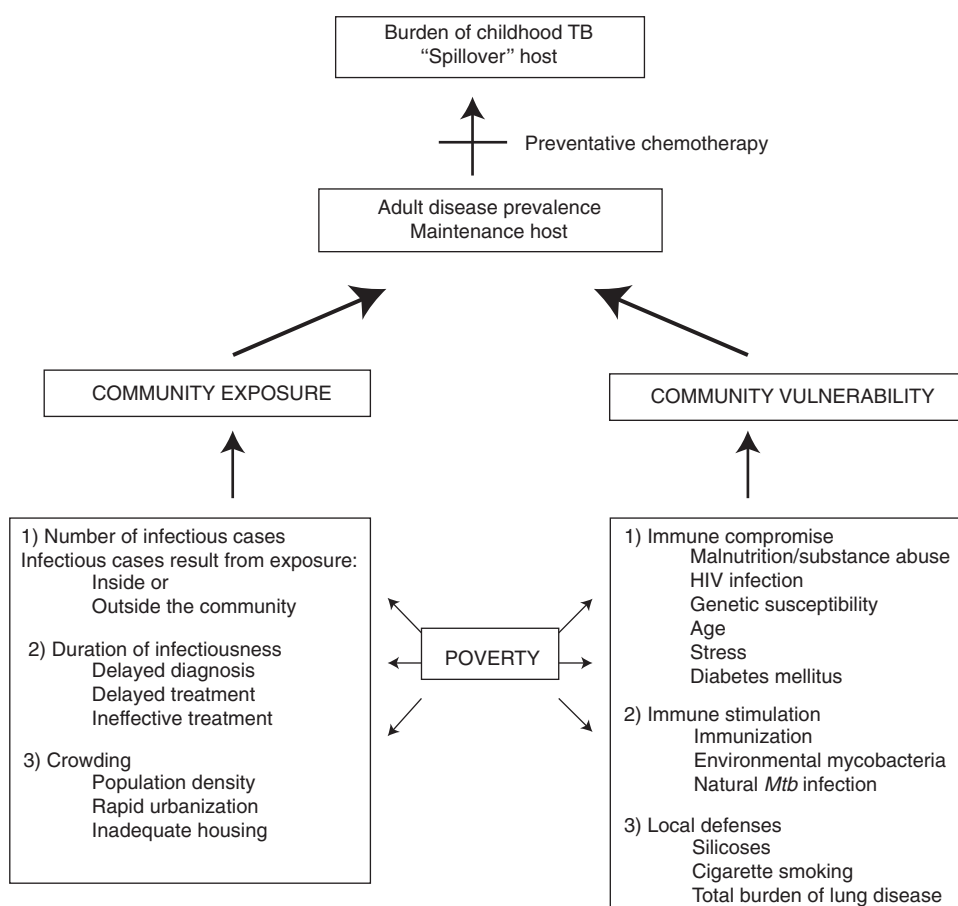 Burden of childhood TB
“Spillover” host
Preventative chemotherapy
Adult disease prevalence
Maintenance host
COMMUNITY EXPOSURE
COMMUNITY VULNERABILITY
1) Number of infectious cases
Infectious cases result from exposure:
Inside or
Outside the community
2) Duration of infectiousness
Delayed diagnosis
Delayed treatment
Ineffective treatment
3) Crowding
Population density
Rapid urbanization
Inadequate housing
POVERTY
1) Immune compromise
Malnutrition/substance abuse
HIV infection
Genetic susceptibility
Age
Stress
Diabetes mellitus
2) Immune stimulation
Immunization
Environmental mycobacteria
Natural Mtb infection
3) Local defenses
Silicoses
Cigarette smoking
Total burden of lung disease